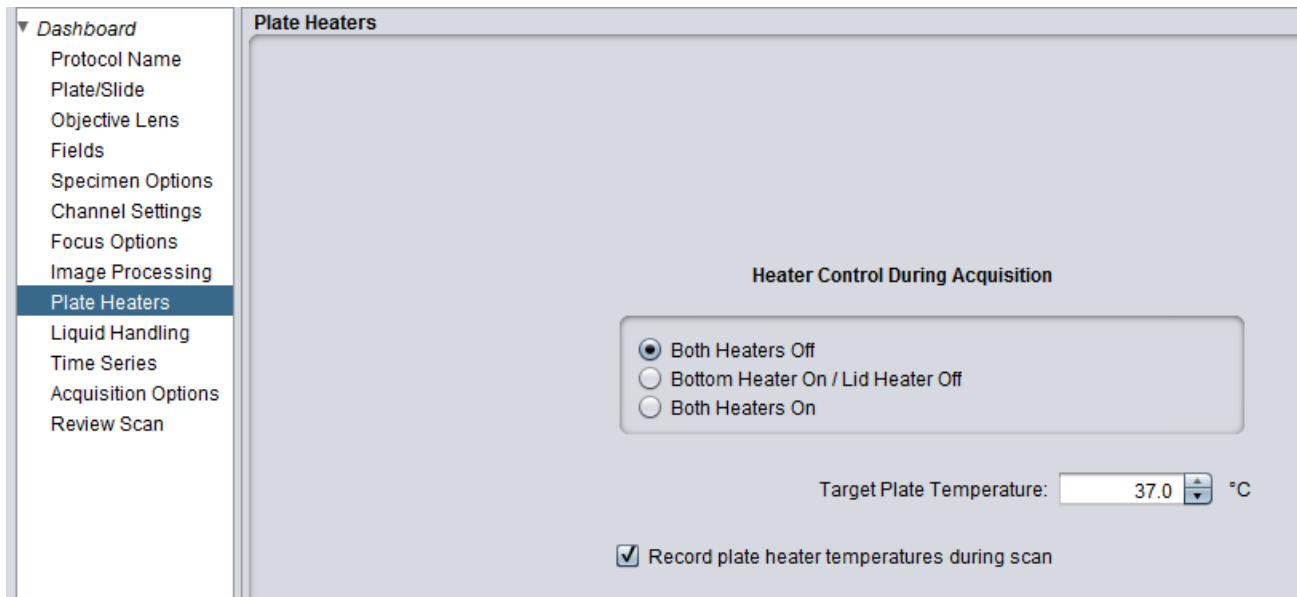 Dashboard
Protocol Name
Plate/Slide
Objective Lens
Fields
Specimen Options
Channel Settings
Focus Options
Image Processing
Plate Heaters
Liquid Handling
Time Series
Acquisition Options
Review Scan
Plate Heaters
Heater Control During Acquisition
Both Heaters Off
Bottom Heater On / Lid Heater Off
Both Heaters On
Target Plate Temperature: 37.0 °C
Record plate heater temperatures during scan